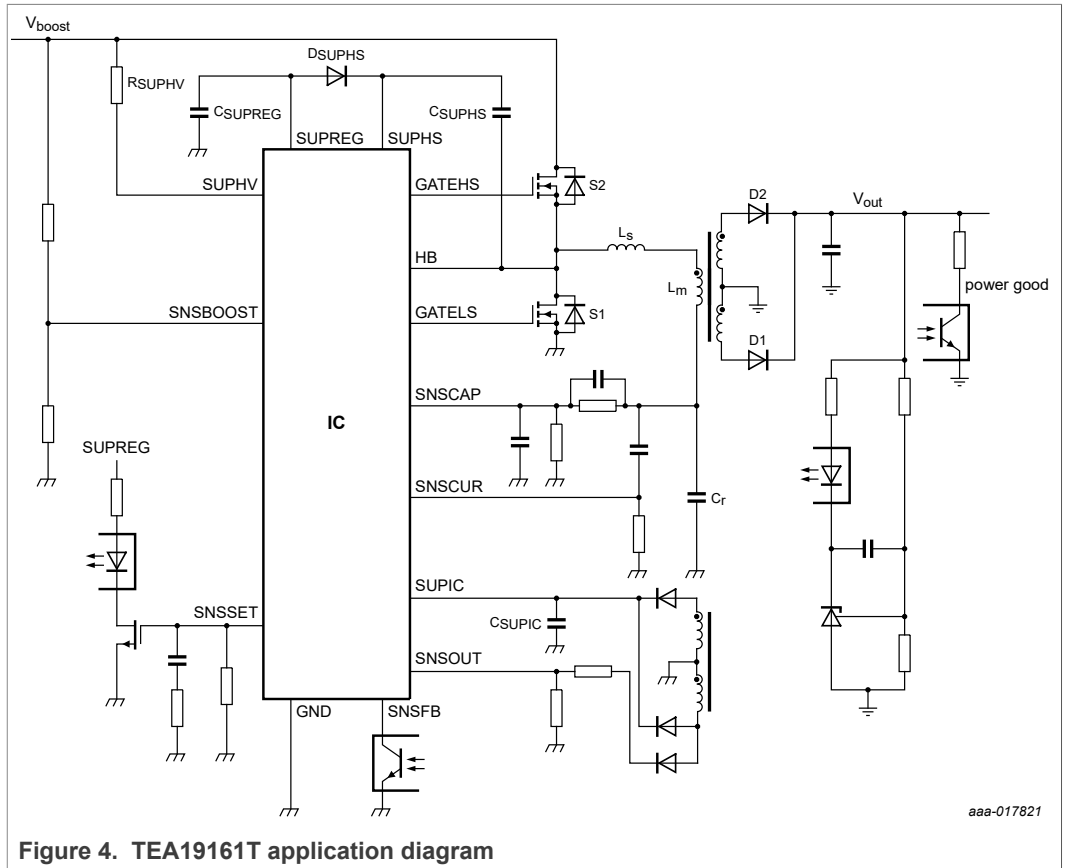 Vboost
DSUPHS
RSUPHV
CSUPREG
CSUPHS
SUPREG
SUPHS
SUPHV
GATEHS
S2
D2
Vout
Ls
HB
Lm
power good
SNSBOOST
GATELS
S1
D1
SNSCAP
IC
SUPREG
SNSCUR
Cr
SUPIC
SNSSET
CSUPIC
SNSOUT
GND
SNSFB
aaa-017821
Figure 4. TEA19161T application diagram